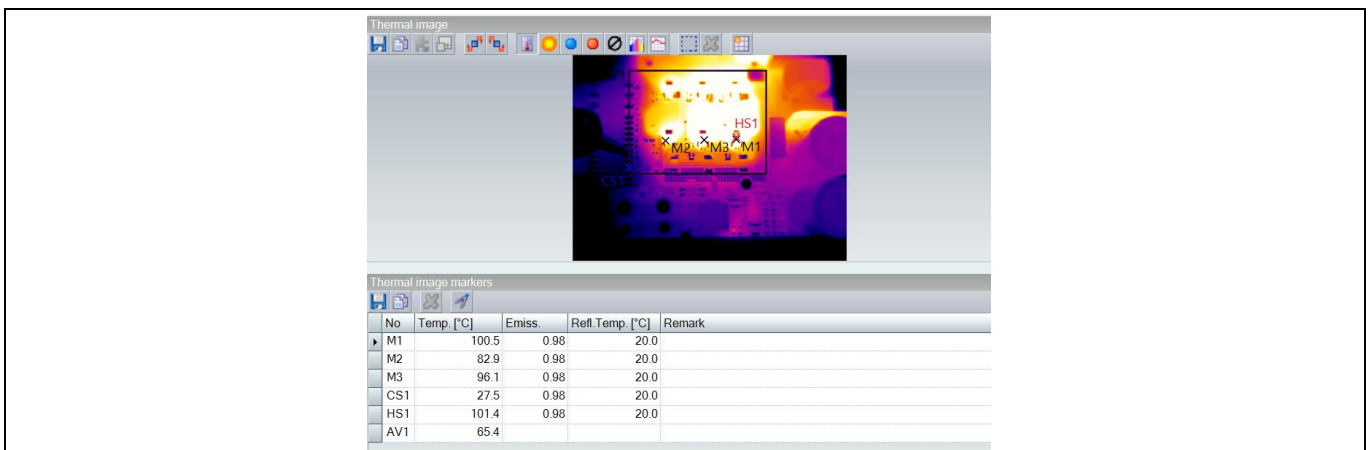 Thermal image
HS1
M2 M3 M1
CS1
Thermal image markers
No Temp. [°C] Emiss. Refl.Temp. [°C] Remark
M1 100.5 0.98 20.0
M2 82.9 0.98 20.0
M3 96.1 0.98 20.0
CS1 27.5 0.98 20.0
HS1 101.4 0.98 20.0
AV1 65.4